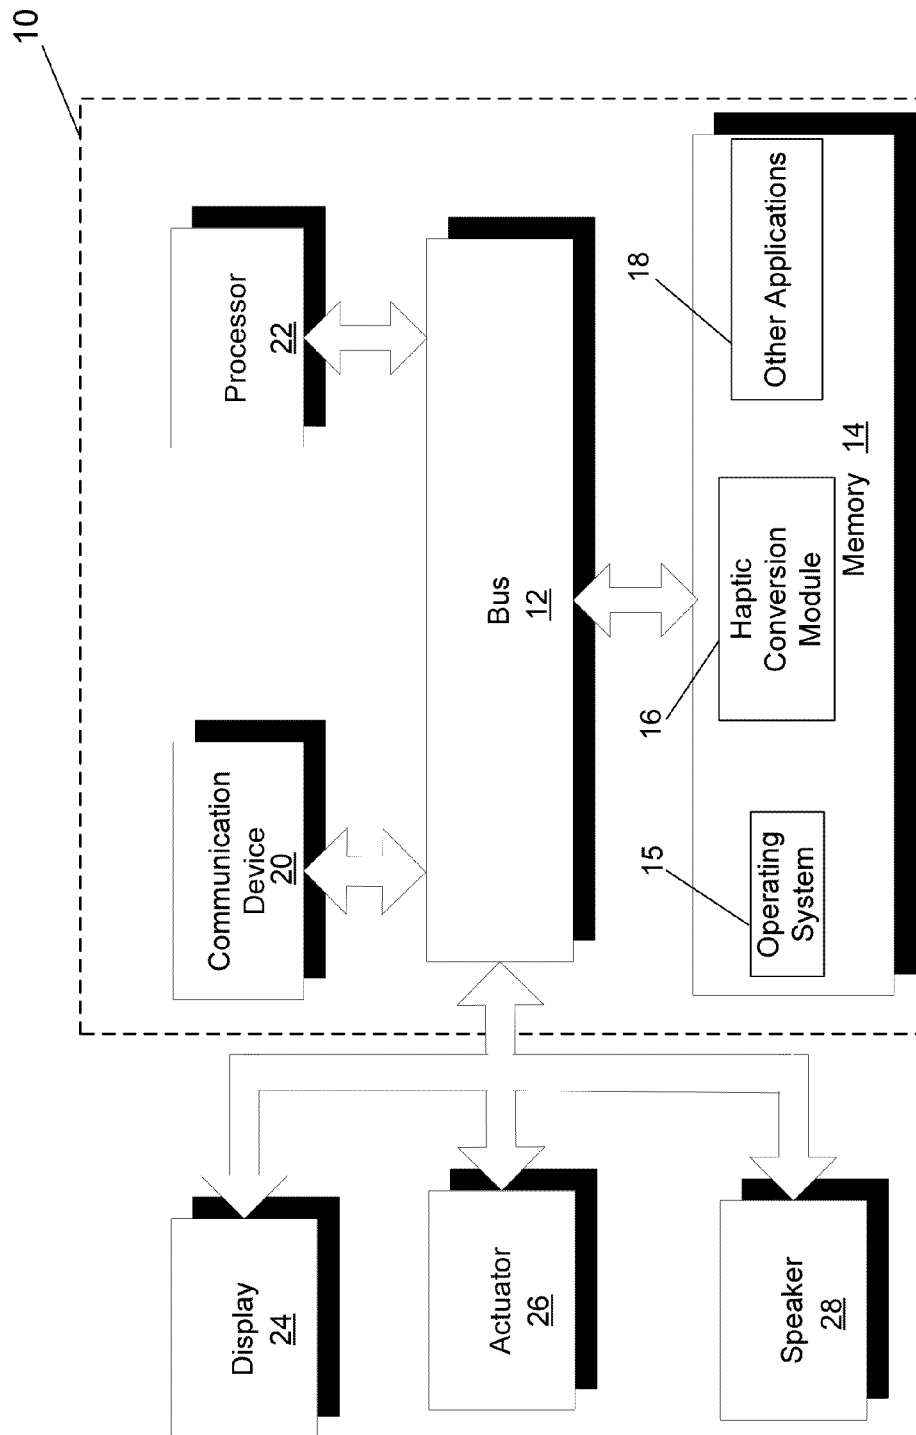 10
Communication
Device
20
Processor
22
Display
24
Bus
12
Actuator
26
15
16
18
Operating
System
Haptic
Conversion
Module
Other Applications
Memory 14
Speaker
28